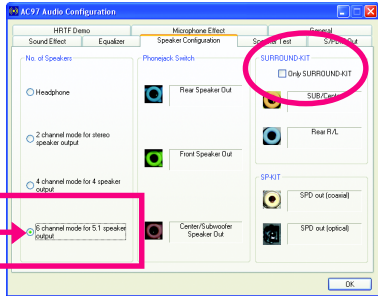 AC97 Audio Configuration
HRTF Demo
Microphone Effect
General
Sound Effect
Equalizer
Speaker Configuration
Speaker Test
S/PDIF Out
No. of Speakers
Headphone
2 channel mode for stereo
speaker output
4 channel mode for 4 speaker
output
6 channel mode for 5.1 speaker
output
Phonejack Switch
Rear Speaker Out
Front Speaker Out
Center/Subwoofer
Speaker Out
SURROUND-KIT
Only SURROUND-KIT
SUB/Center
Rear R/L
SP-KIT
SPD out (coaxial)
SPD out (optical)
OK